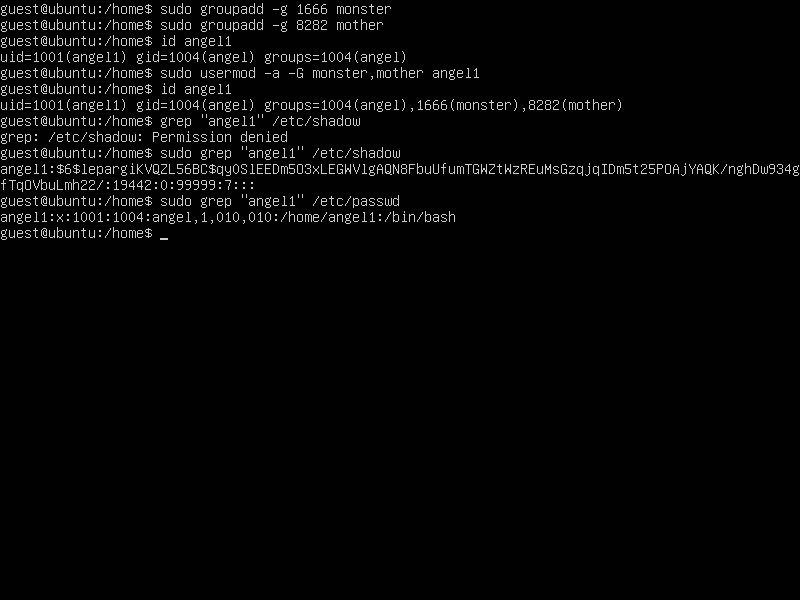 guest@ubuntu:/home$ sudo groupadd -g 1666 monster
guest@ubuntu:/home$ sudo groupadd -g 8282 mother
guest@ubuntu:/home$ id angel1
uid=1001(angel1) gid=1004(angel) groups=1004(angel)
guest@ubuntu:/home$ sudo usermod -a -G monster,mother angel1
guest@ubuntu:/home$ id angel1
uid=1001(angel1) gid=1004(angel) groups=1004(angel),1666(monster),8282(mother)
guest@ubuntu:/home$ grep "angel1" /etc/shadow
grep: /etc/shadow: Permission denied
guest@ubuntu:/home$ sudo grep "angel1" /etc/shadow
angel1:$6$lepargiKVQZL56BC$qyOSlEEDm5O3xLEGWVlgAQN8FbuUfumTGWZtWzREuMsGzqjqIDm5t25POAjYAQK/nghDw934g
fTqOVbuLmh22/:19442:0:99999:7:::
guest@ubuntu:/home$ sudo grep "angel1" /etc/passwd
angel1:x:1001:1004:angel,1,010,010:/home/angel1:/bin/bash
guest@ubuntu:/home$ _